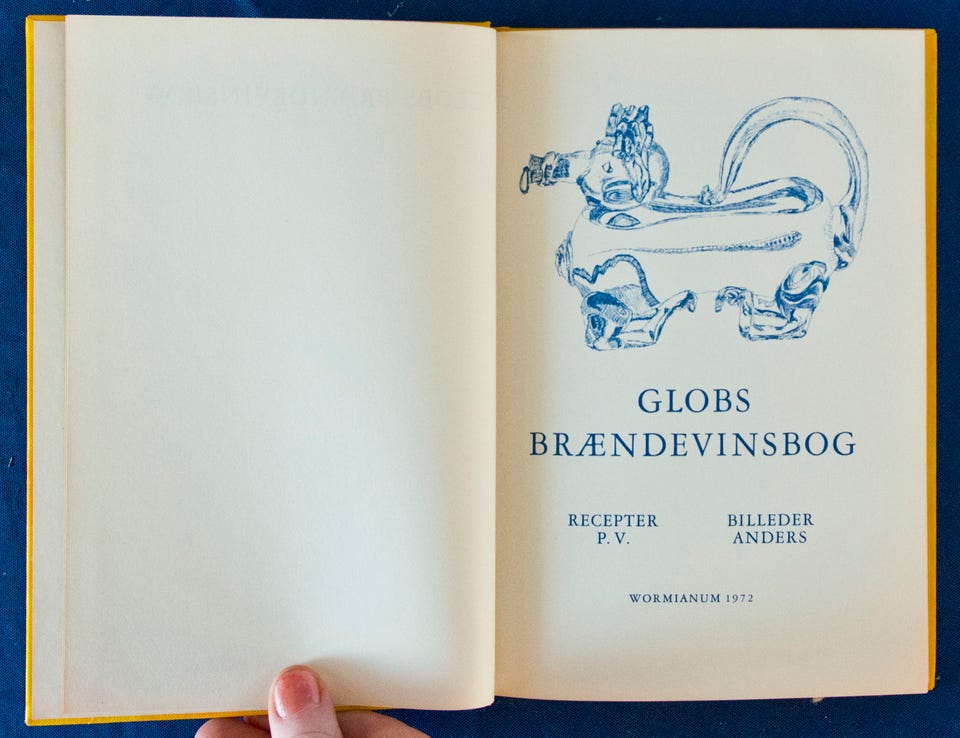 GLOBS
BRÆNDEVINSBOG
RECEPTER
P. V.
BILLEDER
ANDERS
WORMIANUM 1972